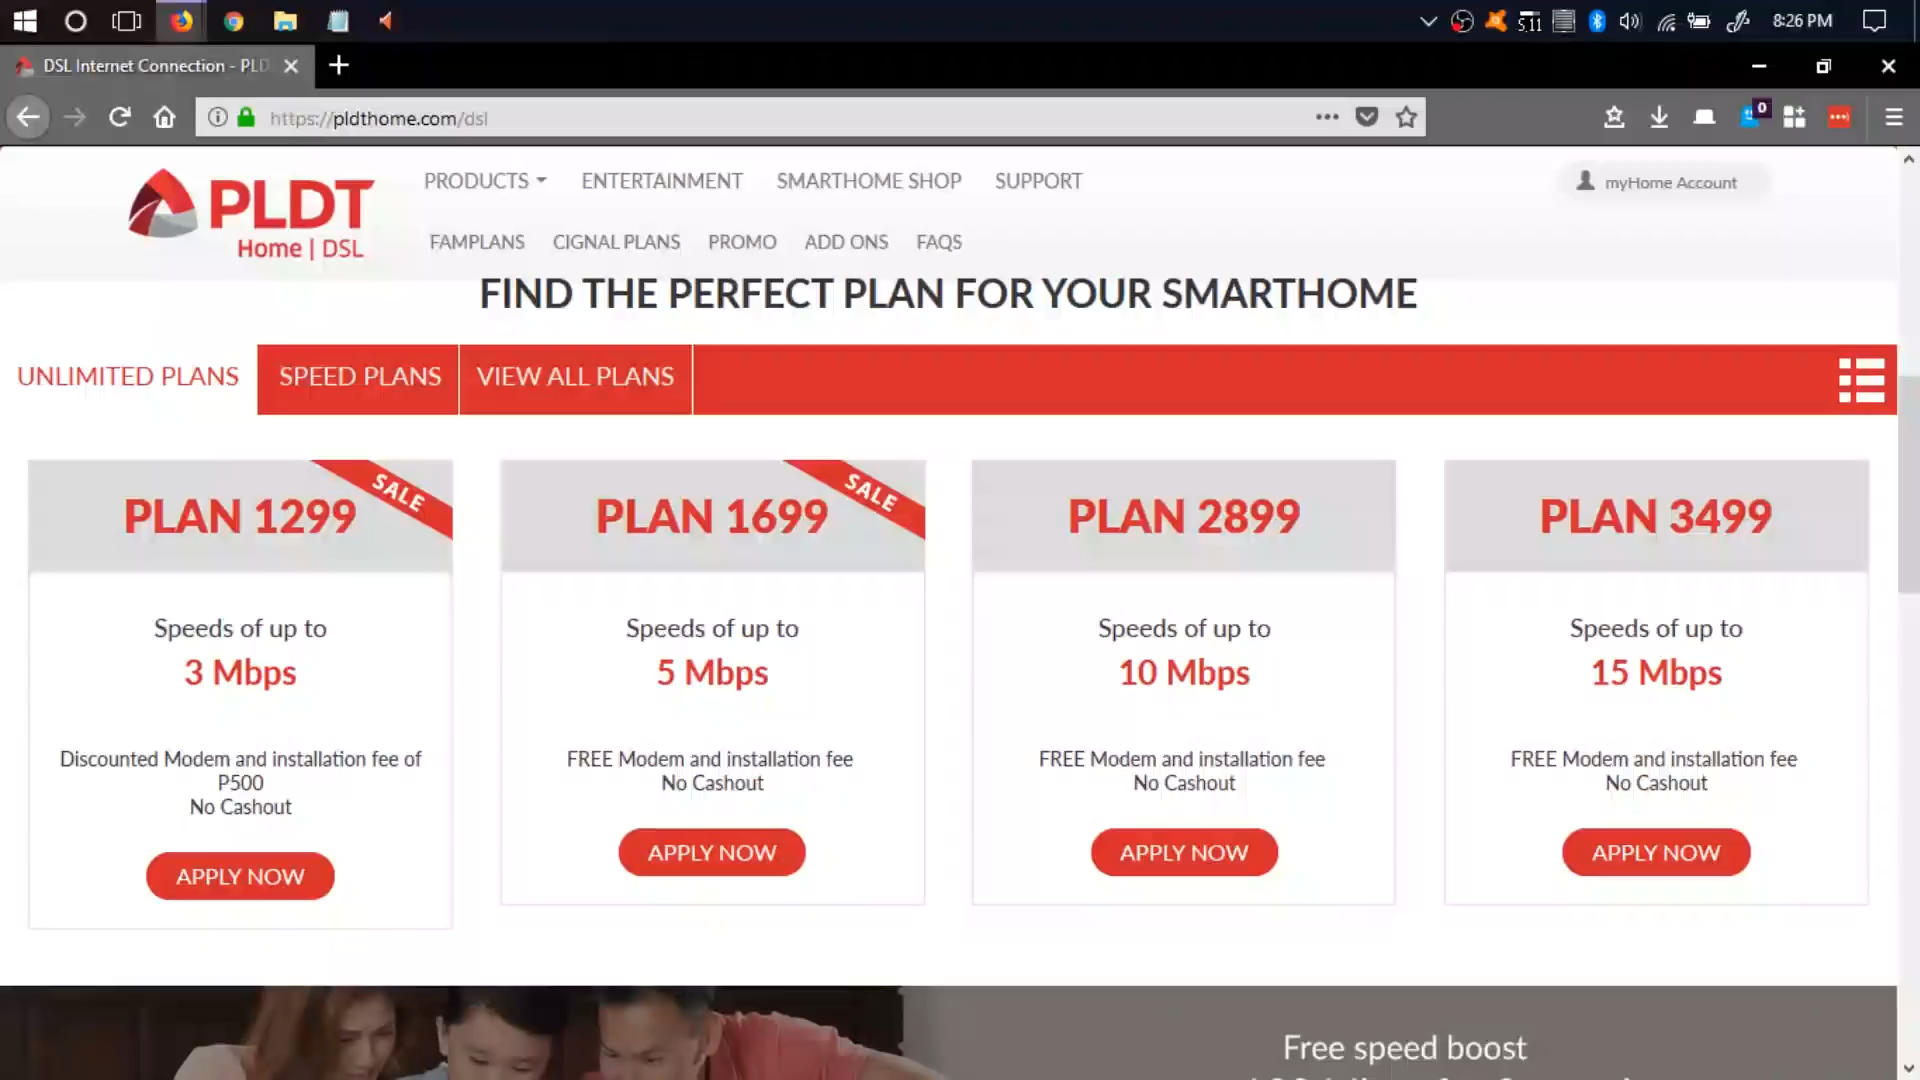 5.11
8:26 PM
DSL Internet Connection - PLD
https://pldthome.com/dsl
0
PLDT
Home | DSL
PRODUCTS
ENTERTAINMENT
SMARTHOME SHOP
SUPPORT
myHome Account
FAMPLANS
CIGNAL PLANS
PROMO
ADD ONS
FAQS
FIND THE PERFECT PLAN FOR YOUR SMARTHOME
UNLIMITED PLANS
SPEED PLANS
VIEW ALL PLANS
SALE
PLAN 1299
Speeds of up to
3 Mbps
Discounted Modem and installation fee of
P500
No Cashout
APPLY NOW
SALE
PLAN 1699
Speeds of up to
5 Mbps
FREE Modem and installation fee
No Cashout
APPLY NOW
PLAN 2899
Speeds of up to
10 Mbps
FREE Modem and installation fee
No Cashout
APPLY NOW
PLAN 3499
Speeds of up to
15 Mbps
FREE Modem and installation fee
No Cashout
APPLY NOW
Free speed boost